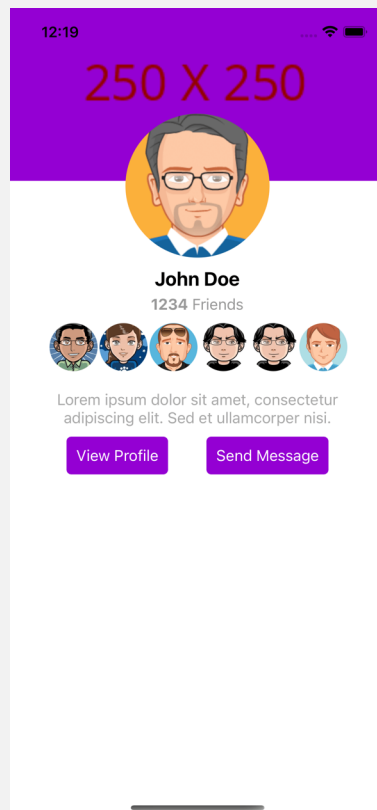 12:19
250 X 250
John Doe
1234 Friends
Lorem ipsum dolor sit amet, consectetur
adipiscing elit. Sed et ullamcorper nisi.
View Profile
Send Message